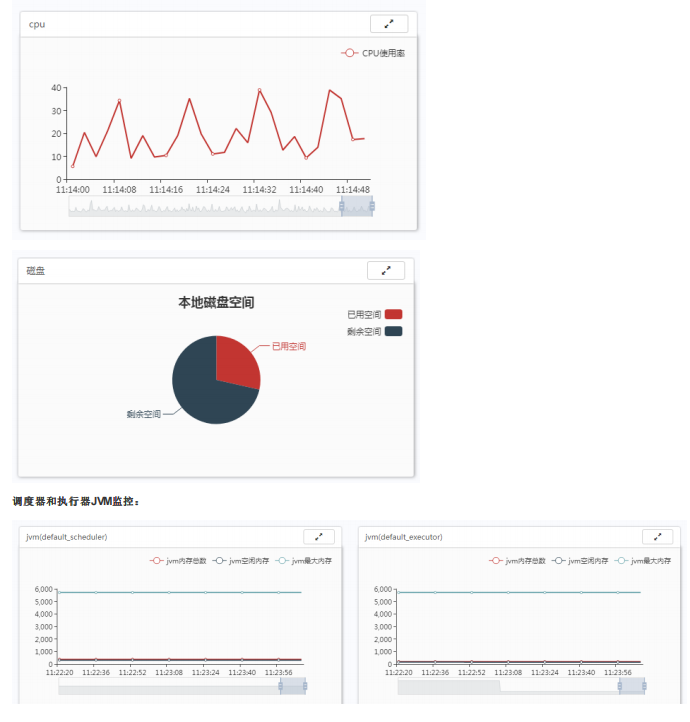 cpu
CPU使用率
40
30
20
10
0
11:14:00 11:14:08 11:14:16 11:14:24 11:14:32 11:14:40 11:14:48
磁盘
本地磁盘空间
已用空间
剩余空间
已用空间
剩余空间
调度器和执行器JVM监控：
jvm(default_scheduler)
jvm内存总数 jvm空闲内存 jvm最大内存
6,000
5,000
4,000
3,000
2,000
1,000
0
11:22:20 11:22:36 11:22:52 11:23:08 11:23:24 11:23:40 11:23:56
jvm(default_executor)
jvm内存总数 jvm空闲内存 jvm最大内存
6,000
5,000
4,000
3,000
2,000
1,000
0
11:22:20 11:22:36 11:22:52 11:23:08 11:23:24 11:23:40 11:23:56